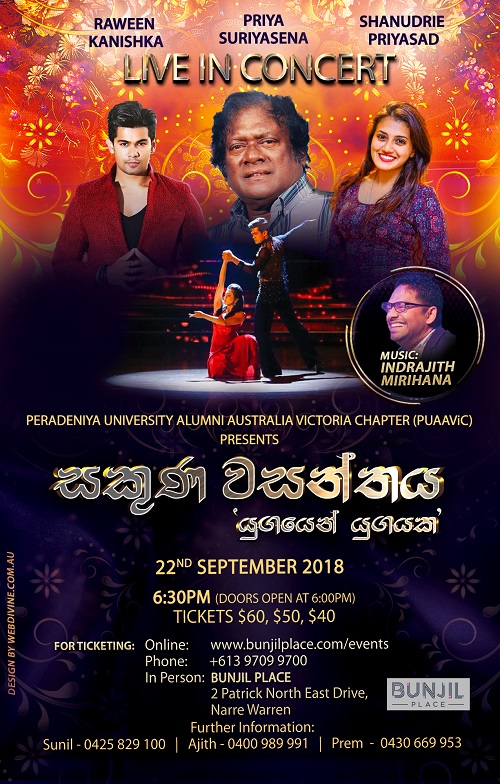 RAWEEN
KANISHKA
PRIYA
SURIYASENA
SHANUDRIE
PRIYASAD
LIVE IN CONCERT
MUSIC:
INDRAJITH
MIRIHANA
PERADENIYA UNIVERSITY ALUMNI AUSTRALIA VICTORIA CHAPTER (PUAAViC)
PRESENTS
සකුණ වසන්තය
‘යුගයෙන් යුගයක’
22ND SEPTEMBER 2018
6:30PM (DOORS OPEN AT 6:00PM)
TICKETS $60, $50, $40
FOR TICKETING: Online: www.bunjilplace.com/events
Phone: +613 9709 9700
In Person: BUNJIL PLACE
2 Patrick North East Drive,
Narre Warren
BUNJIL
PLACE
Further Information:
Sunil - 0425 829 100 | Ajith - 0400 989 991 | Prem - 0430 669 953
DESIGN BY WEBDIVINE.COM.AU